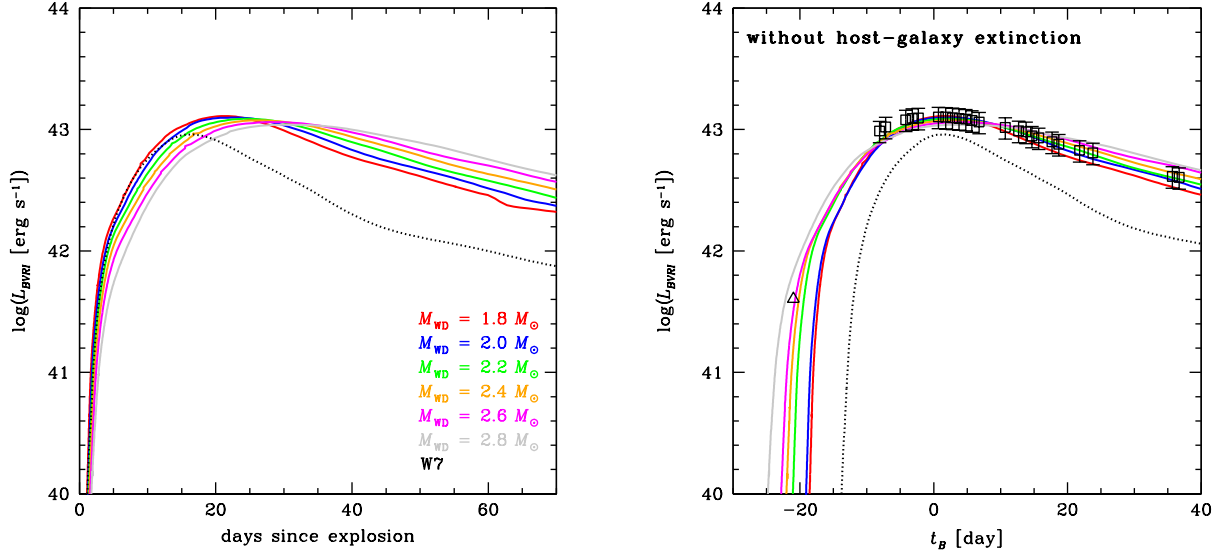 44
43
42
41
40
log(L_BVRI) [erg s⁻¹]
0
20
40
60
days since explosion
M_WD = 1.8 M_⊙
M_WD = 2.0 M_⊙
M_WD = 2.2 M_⊙
M_WD = 2.4 M_⊙
M_WD = 2.6 M_⊙
M_WD = 2.8 M_⊙
W7
without host-galaxy extinction
44
43
42
41
40
log(L_BVRI) [erg s⁻¹]
−20
0
20
40
t_B [day]